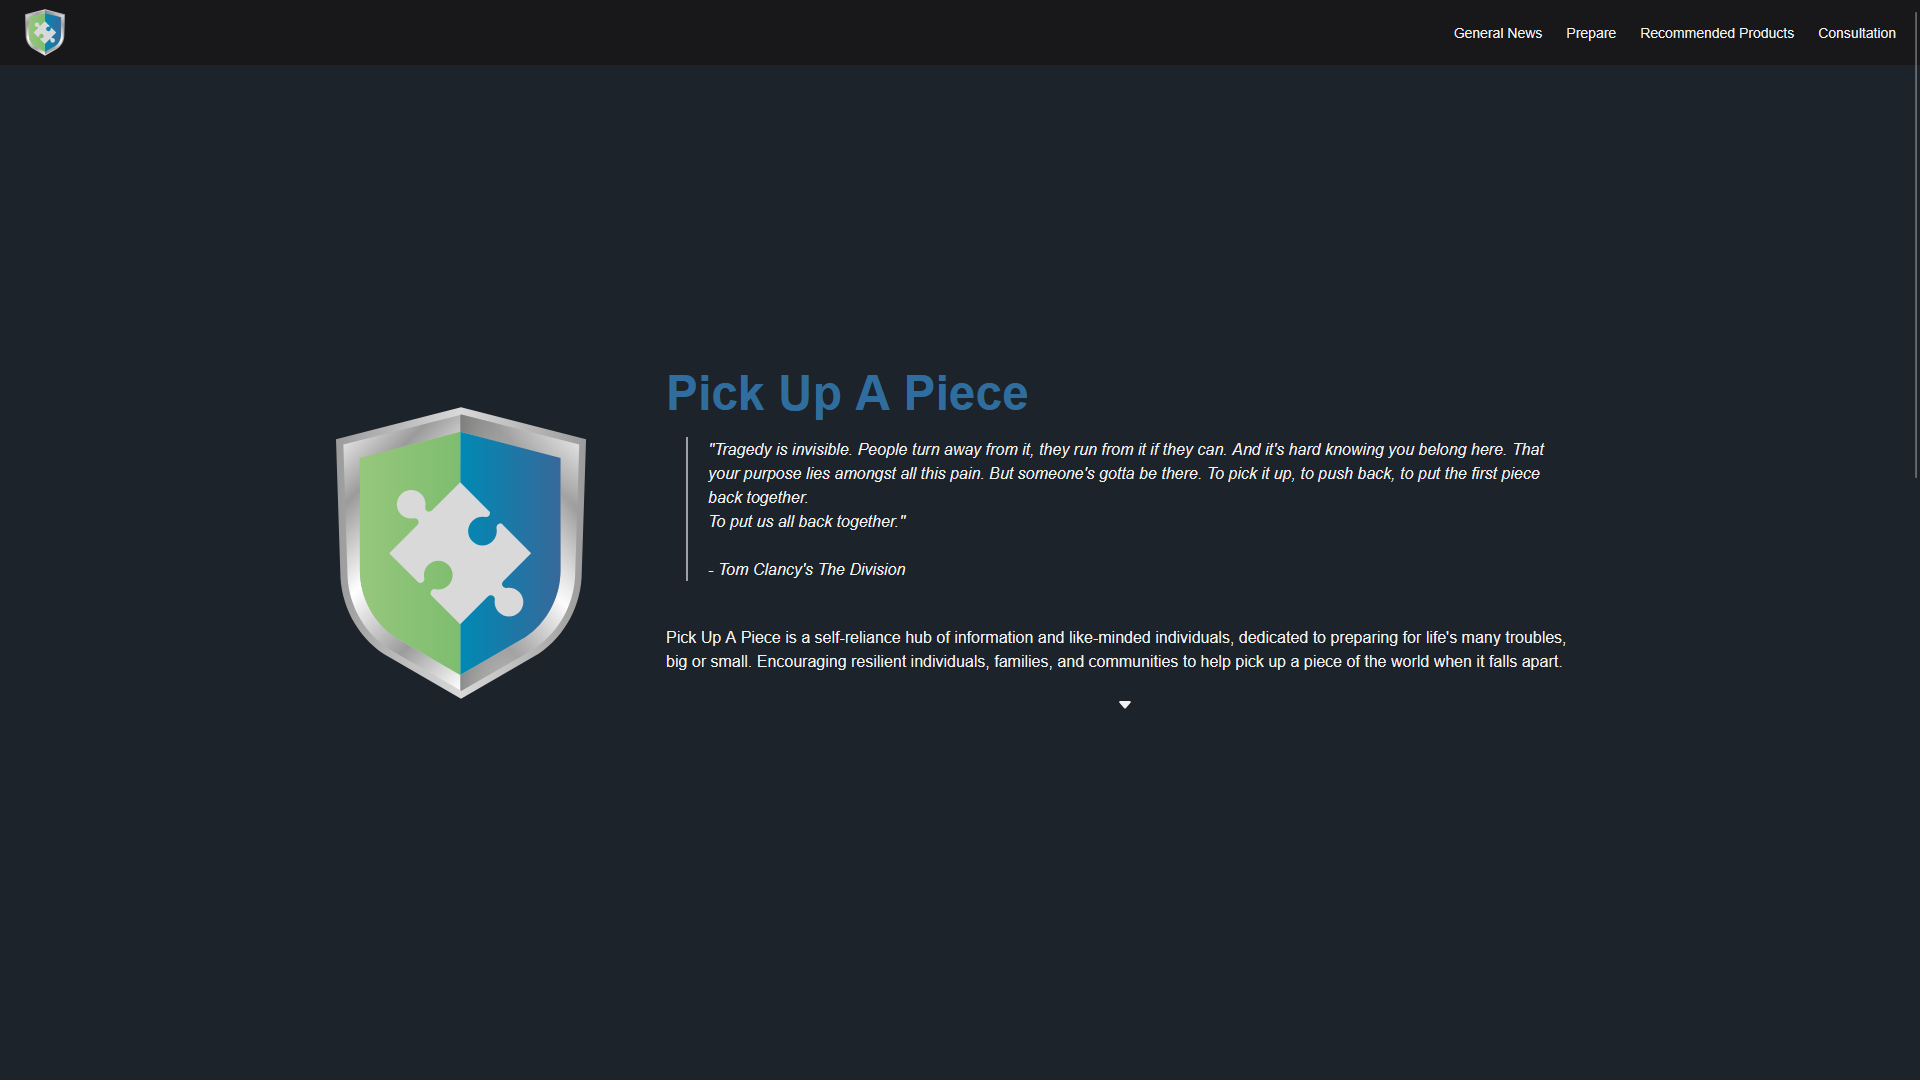 General News
Prepare
Recommended Products
Consultation
Pick Up A Piece
"Tragedy is invisible. People turn away from it, they run from it if they can. And it's hard knowing you belong here. That
your purpose lies amongst all this pain. But someone's gotta be there. To pick it up, to push back, to put the first piece
back together.
To put us all back together."
- Tom Clancy's The Division
Pick Up A Piece is a self-reliance hub of information and like-minded individuals, dedicated to preparing for life's many troubles,
big or small. Encouraging resilient individuals, families, and communities to help pick up a piece of the world when it falls apart.